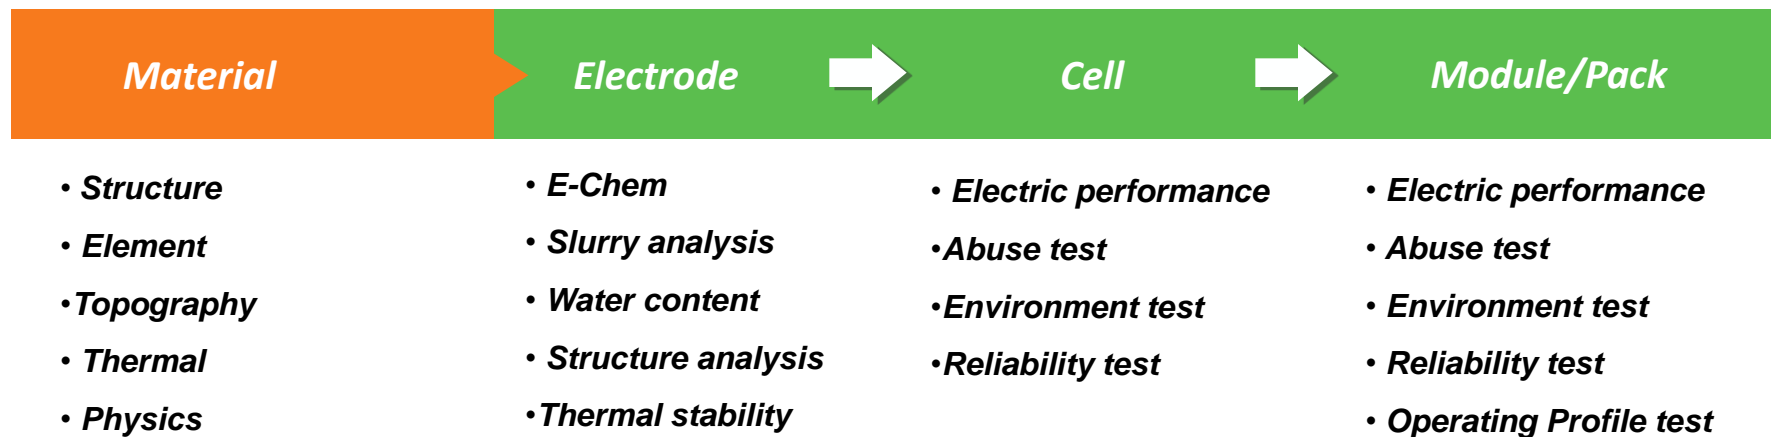 Material
Electrode
Cell
Module/Pack
• Structure
• Element
•Topography
• Thermal
• Physics
• E-Chem
• Slurry analysis
• Water content
• Structure analysis
•Thermal stability
• Electric performance
•Abuse test
•Environment test
•Reliability test
• Electric performance
• Abuse test
• Environment test
• Reliability test
• Operating Profile test